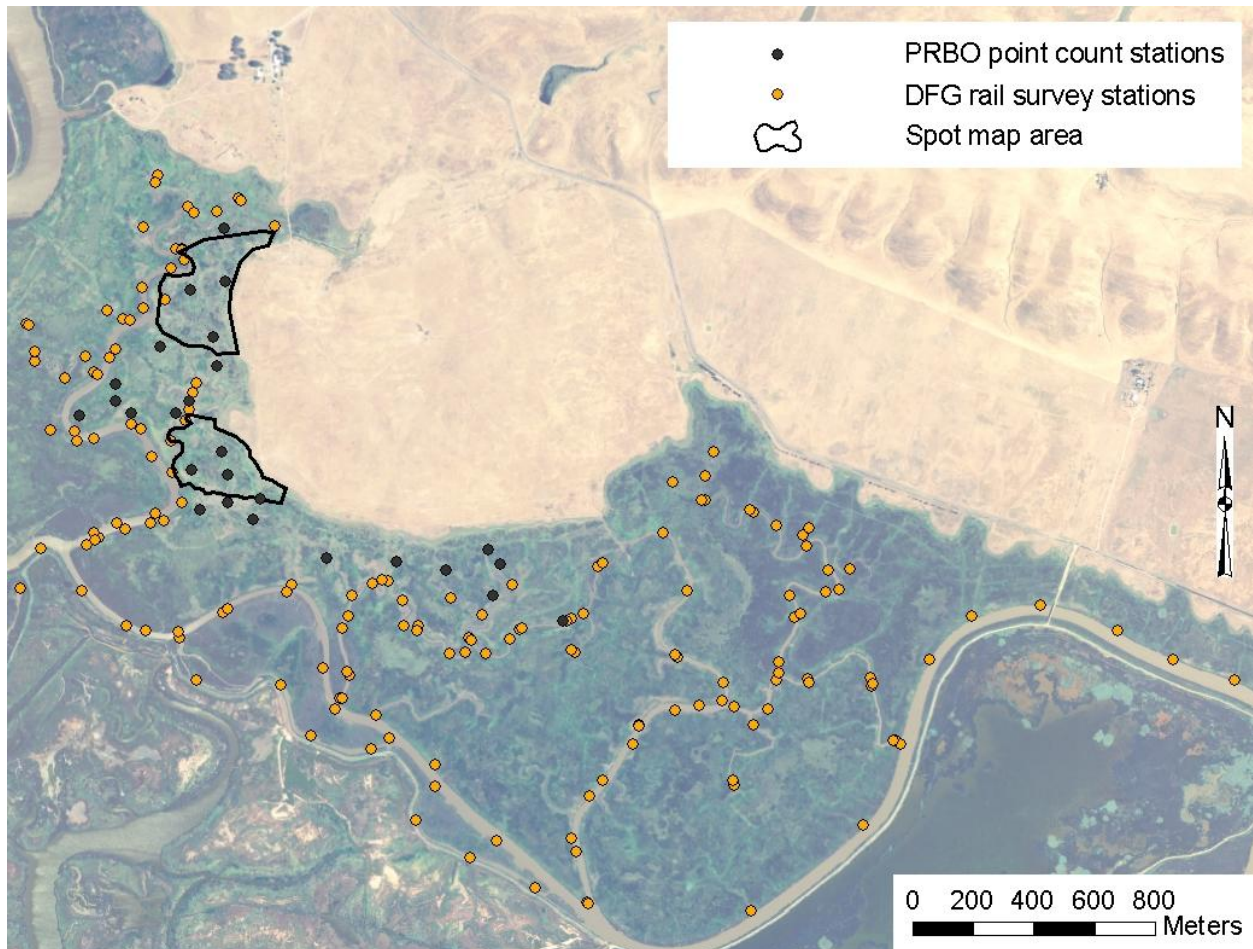 PRBO point count stations
DFG rail survey stations
Spot map area
N
0 200 400 600 800
Meters